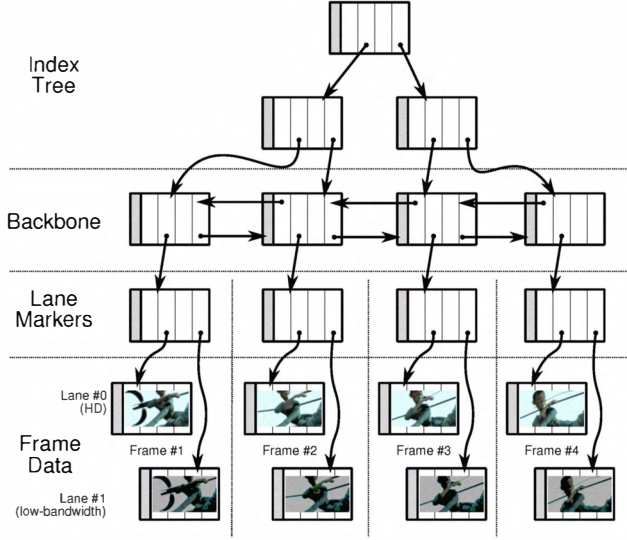 Index
Tree
Backbone
Lane
Markers
Lane #0
(HD)
Frame #1
Frame #2
Frame #3
Frame #4
Frame
Data
Lane #1
(low-bandwidth)